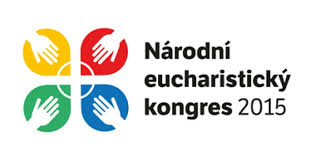 Národní
eucharistický
kongres 2015